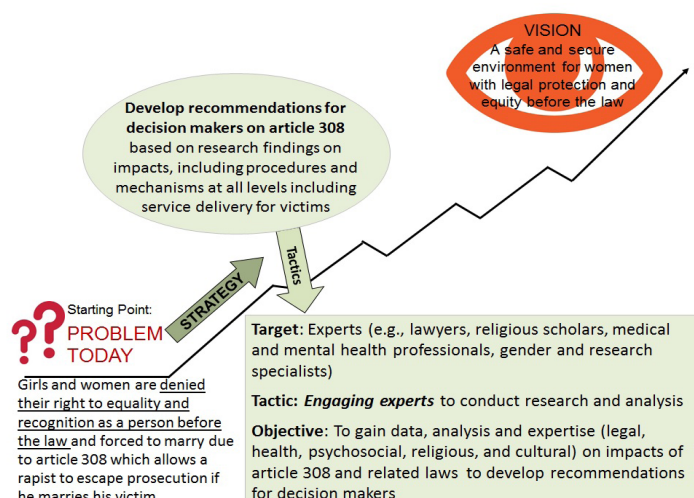 VISION
A safe and secure
environment for women
with legal protection and
equity before the law
Develop recommendations for
decision makers on article 308
based on research findings on
impacts, including procedures and
mechanisms at all levels including
service delivery for victims
STRATEGY
Tactics
??
Starting Point:
PROBLEM
TODAY
Girls and women are denied
their right to equality and
recognition as a person before
the law and forced to marry due
to article 308 which allows a
rapist to escape prosecution if
he marries his victim
Target: Experts (e.g., lawyers, religious scholars, medical
and mental health professionals, gender and research
specialists)
Tactic: Engaging experts to conduct research and analysis
Objective: To gain data, analysis and expertise (legal,
health, psychosocial, religious, and cultural) on impacts of
article 308 and related laws to develop recommendations
for decision makers